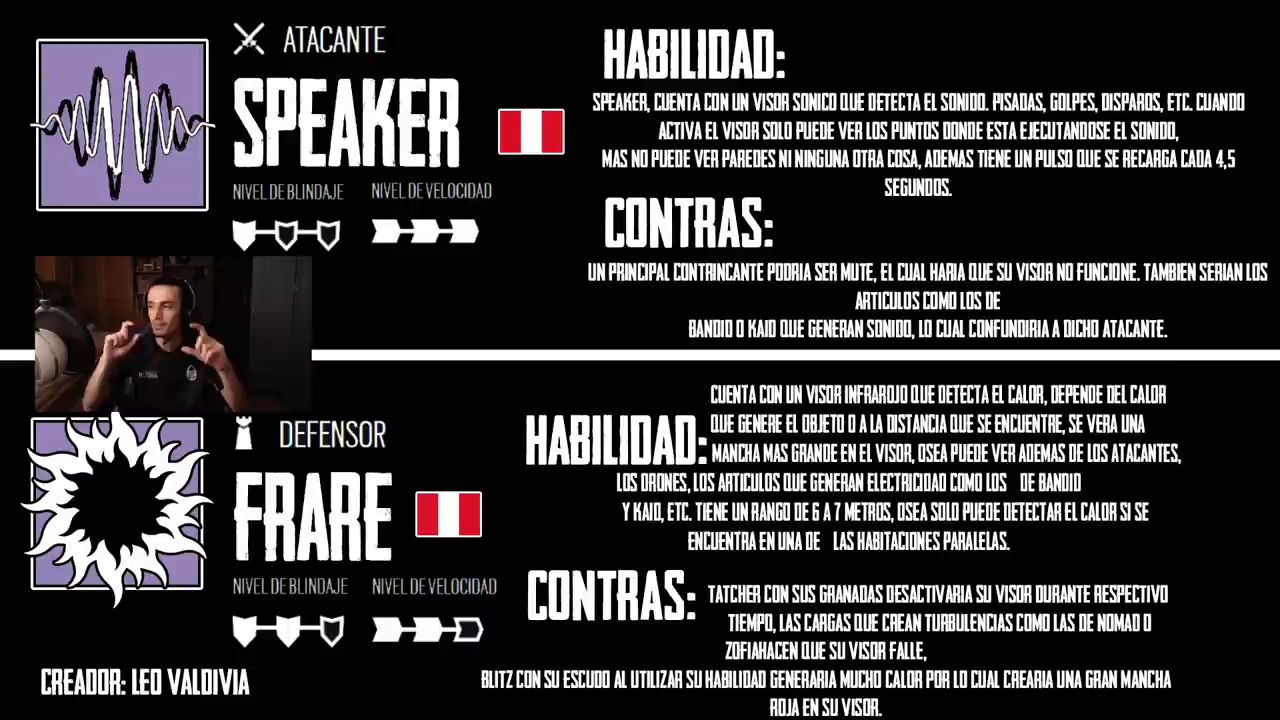 ATACANTE
SPEAKER
NIVEL DE BLINDAJE
NIVEL DE VELOCIDAD
HABILIDAD:
SPEAKER, CUENTA CON UN VISOR SONICO QUE DETECTA EL SONIDO. PISADAS, GOLPES, DISPAROS, ETC. CUANDO
ACTIVA EL VISOR SOLO PUEDE VER LOS PUNTOS DONDE ESTA EJECUTANDOSE EL SONIDO,
MAS NO PUEDE VER PAREDES NI NINGUNA OTRA COSA, ADEMAS TIENE UN PULSO QUE SE RECARGA CADA 4,5
SEGUNDOS.
CONTRAS:
UN PRINCIPAL CONTRINCANTE PODRIA SER MUTE, EL CUAL HARIA QUE SU VISOR NO FUNCIONE. TAMBIEN SERIAN LOS
ARTICULOS COMO LOS DE
BANDIO O KAID QUE GENERAN SONIDO, LO CUAL CONFUNDIRIA A DICHO ATACANTE.
DEFENSOR
FRARE
NIVEL DE BLINDAJE
NIVEL DE VELOCIDAD
CREADOR: LEO VALDIVIA
HABILIDAD:
CUENTA CON UN VISOR INFRAROJO QUE DETECTA EL CALOR, DEPENDE DEL CALOR
QUE GENERE EL OBJETO O A LA DISTANCIA QUE SE ENCUENTRE, SE VERA UNA
MANCHA MAS GRANDE EN EL VISOR, OSEA PUEDE VER ADEMAS DE LOS ATACANTES,
LOS DRONES, LOS ARTICULOS QUE GENERAN ELECTRICIDAD COMO LOS DE BANDIO
Y KAID, ETC. TIENE UN RANGO DE 6 A 7 METROS, OSEA SOLO PUEDE DETECTAR EL CALOR SI SE
ENCUENTRA EN UNA DE LAS HABITACIONES PARALELAS.
CONTRAS:
TATCHER CON SUS GRANADAS DESACTIVARIA SU VISOR DURANTE RESPECTIVO
TIEMPO, LAS CARGAS QUE CREAN TURBULENCIAS COMO LAS DE NOMAD O
ZOFIAHACEN QUE SU VISOR FALLE,
BLITZ CON SU ESCUDO AL UTILIZAR SU HABILIDAD GENERARIA MUCHO CALOR POR LO CUAL CREARIA UNA GRAN MANCHA
ROJA EN SU VISOR.